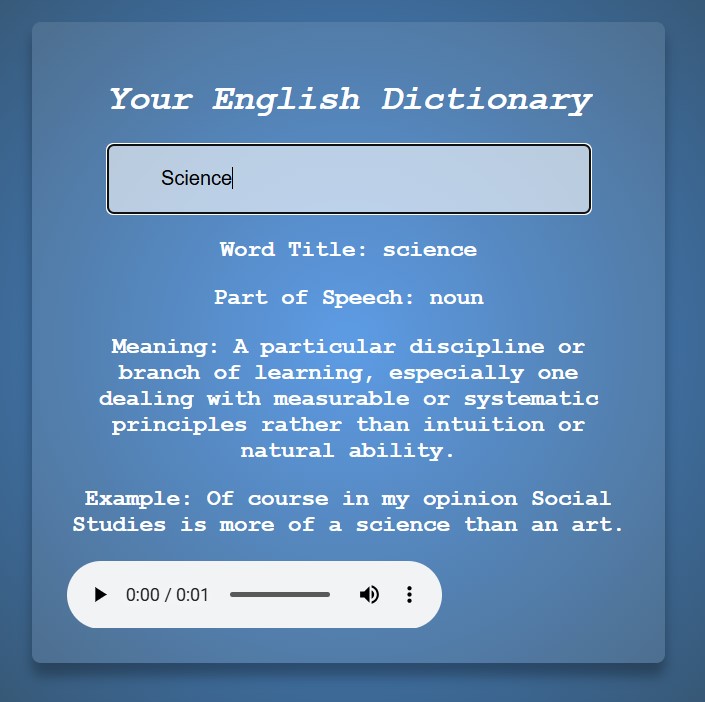 Your English Dictionary
Science
Word Title: science
Part of Speech: noun
Meaning: A particular discipline or
branch of learning, especially one
dealing with measurable or systematic
principles rather than intuition or
natural ability.
Example: Of course in my opinion Social
Studies is more of a science than an art.
0:00 / 0:01